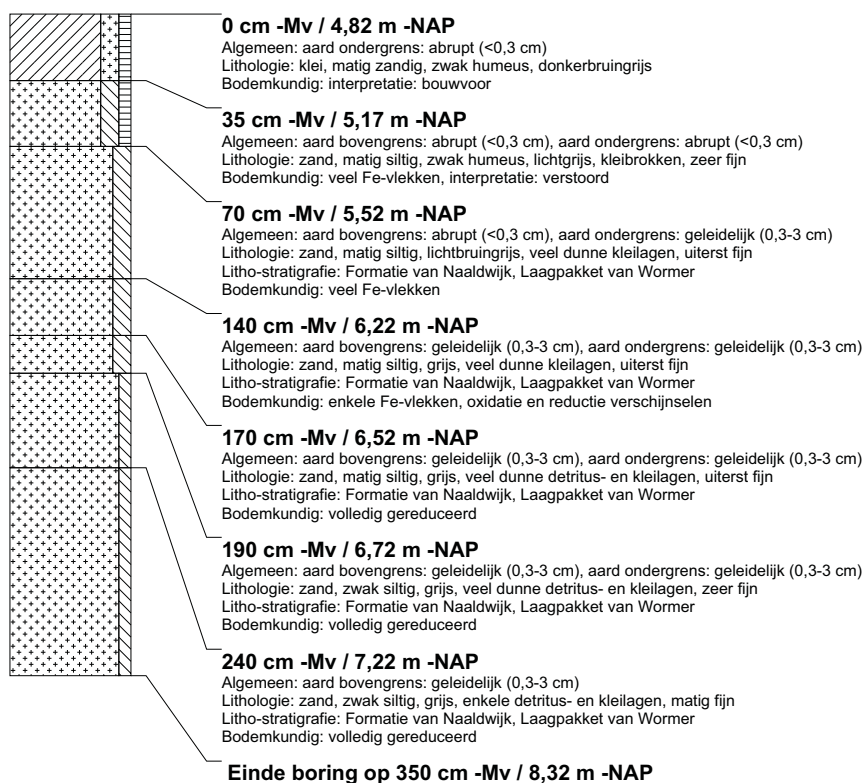 0 cm -Mv / 4,82 m -NAP
Algemeen: aard ondergrens: abrupt (<0,3 cm)
Lithologie: klei, matig zandig, zwak humeus, donkerbruingrijs
Bodemkundig: interpretatie: bouwvoor
35 cm -Mv / 5,17 m -NAP
Algemeen: aard bovengrens: abrupt (<0,3 cm), aard ondergrens: abrupt (<0,3 cm)
Lithologie: zand, matig siltig, zwak humeus, lichtgrijs, kleibrokken, zeer fijn
Bodemkundig: veel Fe-vlekken, interpretatie: verstoord
70 cm -Mv / 5,52 m -NAP
Algemeen: aard bovengrens: abrupt (<0,3 cm), aard ondergrens: geleidelijk (0,3-3 cm)
Lithologie: zand, matig siltig, lichtbruingrijs, veel dunne kleilagen, uiterst fijn
Litho-stratigrafie: Formatie van Naaldwijk, Laagpakket van Wormer
Bodemkundig: veel Fe-vlekken
140 cm -Mv / 6,22 m -NAP
Algemeen: aard bovengrens: geleidelijk (0,3-3 cm), aard ondergrens: geleidelijk (0,3-3 cm)
Lithologie: zand, matig siltig, grijs, veel dunne kleilagen, uiterst fijn
Litho-stratigrafie: Formatie van Naaldwijk, Laagpakket van Wormer
Bodemkundig: enkele Fe-vlekken, oxidatie en reductie verschijnselen
170 cm -Mv / 6,52 m -NAP
Algemeen: aard bovengrens: geleidelijk (0,3-3 cm), aard ondergrens: geleidelijk (0,3-3 cm)
Lithologie: zand, matig siltig, grijs, veel dunne detritus- en kleilagen, uiterst fijn
Litho-stratigrafie: Formatie van Naaldwijk, Laagpakket van Wormer
Bodemkundig: volledig gereduceerd
190 cm -Mv / 6,72 m -NAP
Algemeen: aard bovengrens: geleidelijk (0,3-3 cm), aard ondergrens: geleidelijk (0,3-3 cm)
Lithologie: zand, zwak siltig, grijs, veel dunne detritus- en kleilagen, zeer fijn
Litho-stratigrafie: Formatie van Naaldwijk, Laagpakket van Wormer
Bodemkundig: volledig gereduceerd
240 cm -Mv / 7,22 m -NAP
Algemeen: aard bovengrens: geleidelijk (0,3-3 cm)
Lithologie: zand, zwak siltig, grijs, enkele detritus- en kleilagen, matig fijn
Litho-stratigrafie: Formatie van Naaldwijk, Laagpakket van Wormer
Bodemkundig: volledig gereduceerd
Einde boring op 350 cm -Mv / 8,32 m -NAP